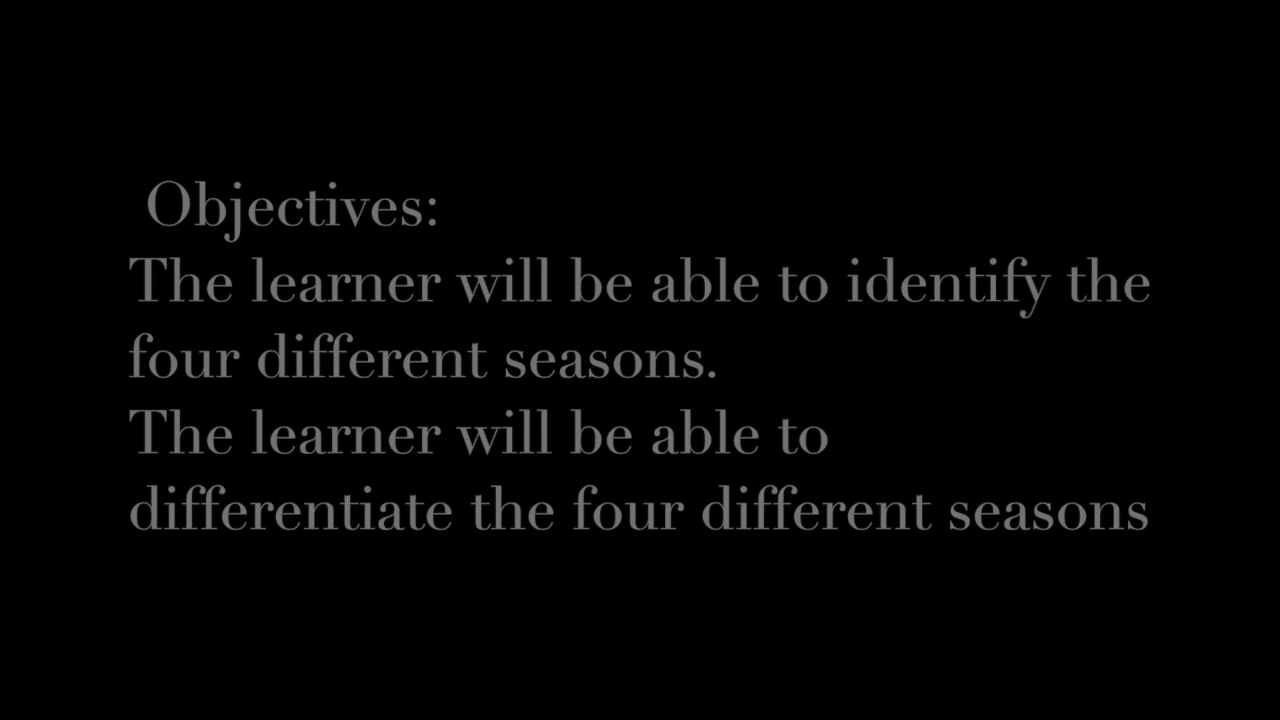 Objectives:
The learner will be able to identify the
four different seasons.
The learner will be able to
differentiate the four different seasons